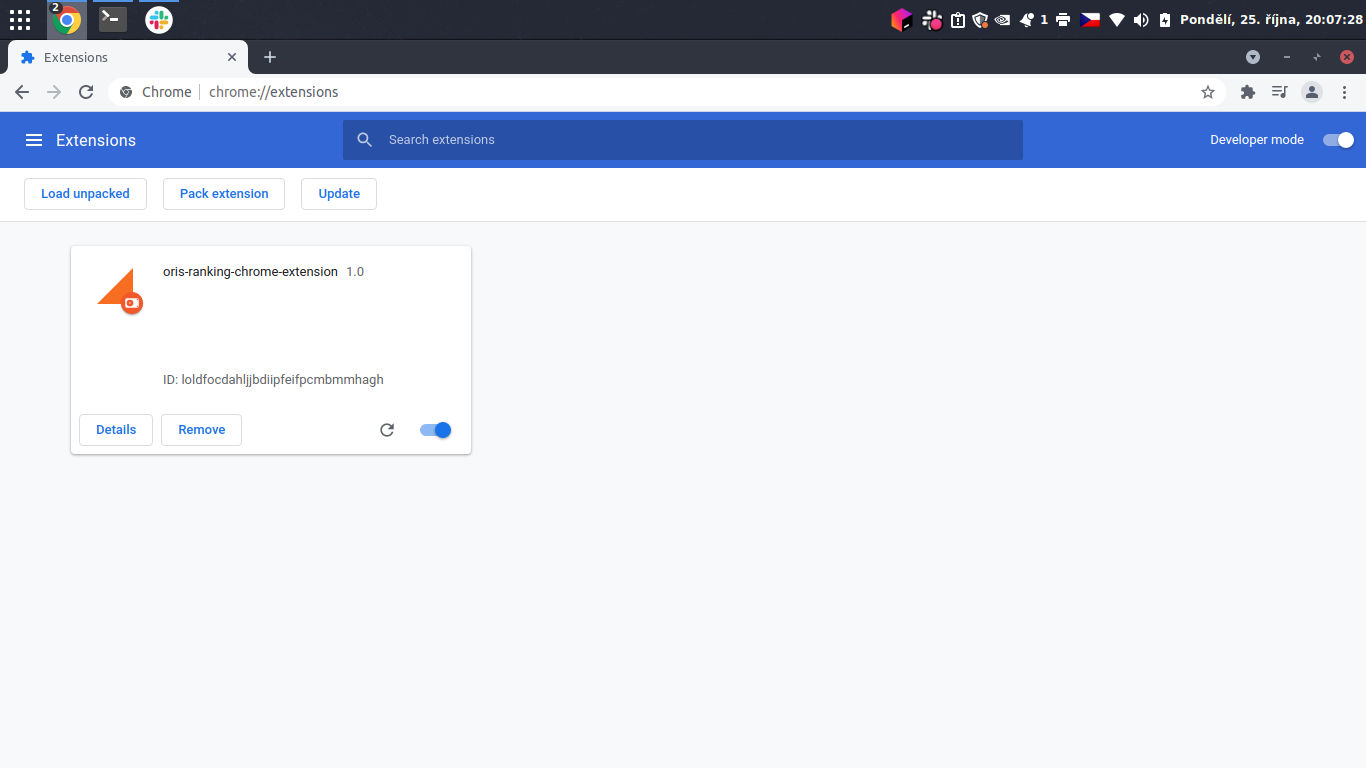 2
1
Pondělí, 25. října, 20:07:28
Extensions
Chrome
chrome://extensions
Extensions
Search extensions
Developer mode
Load unpacked
Pack extension
Update
oris-ranking-chrome-extension 1.0
ID: loldfocdahljjbdiipfeifpcmbmmhagh
Details
Remove